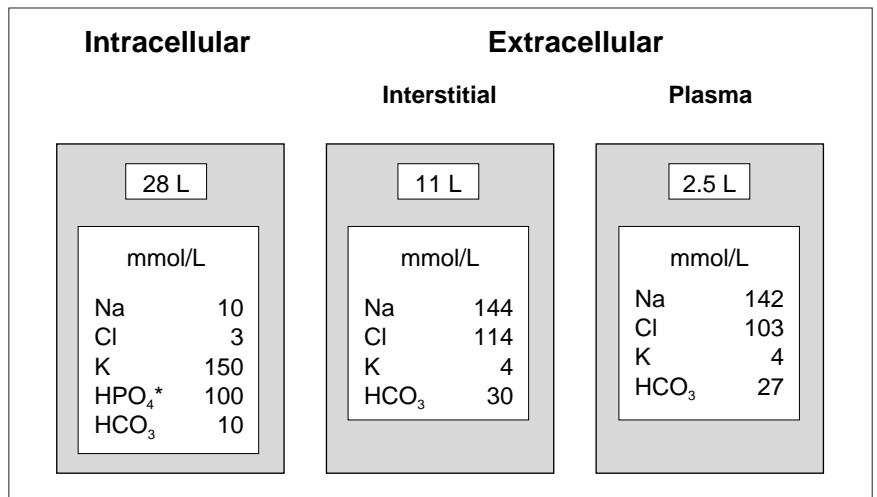 Intracellular
Extracellular
Interstitial
Plasma
28 L
mmol/L
Na 10
Cl 3
K 150
HPO₄* 100
HCO₃ 10
11 L
mmol/L
Na 144
Cl 114
K 4
HCO₃ 30
2.5 L
mmol/L
Na 142
Cl 103
K 4
HCO₃ 27